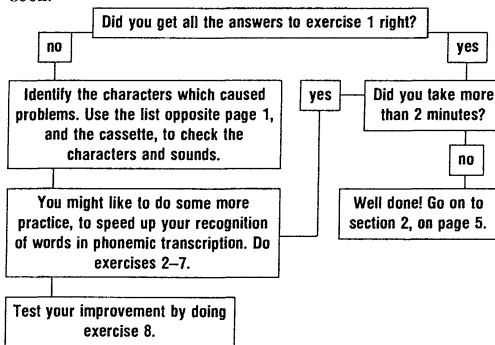 Did you get all the answers to exercise 1 right?
no
yes
Identify the characters which caused
problems. Use the list opposite page 1,
and the cassette, to check the
characters and sounds.
yes
Did you take more
than 2 minutes?
no
You might like to do some more
practice, to speed up your recognition
of words in phonemic transcription. Do
exercises 2–7.
Well done! Go on to
section 2, on page 5.
Test your improvement by doing
exercise 8.